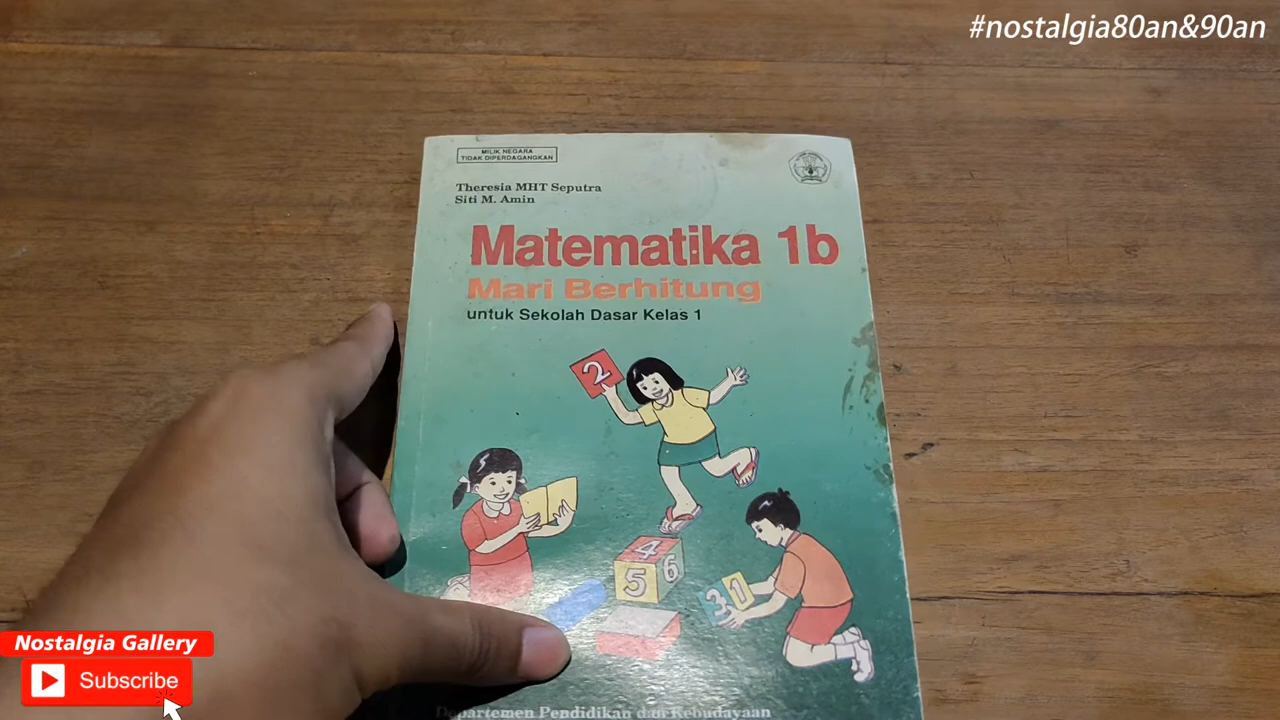 #nostalgia80an&90an
MILIK NEGARA
TIDAK DIPERDAGANGKAN
Theresia MHT Seputra
Siti M. Amin
Matematika 1b
Mari Berhitung
untuk Sekolah Dasar Kelas 1
2
4
5 6
3 1
Departemen Pendidikan dan Kebudayaan
Nostalgia Gallery
Subscribe